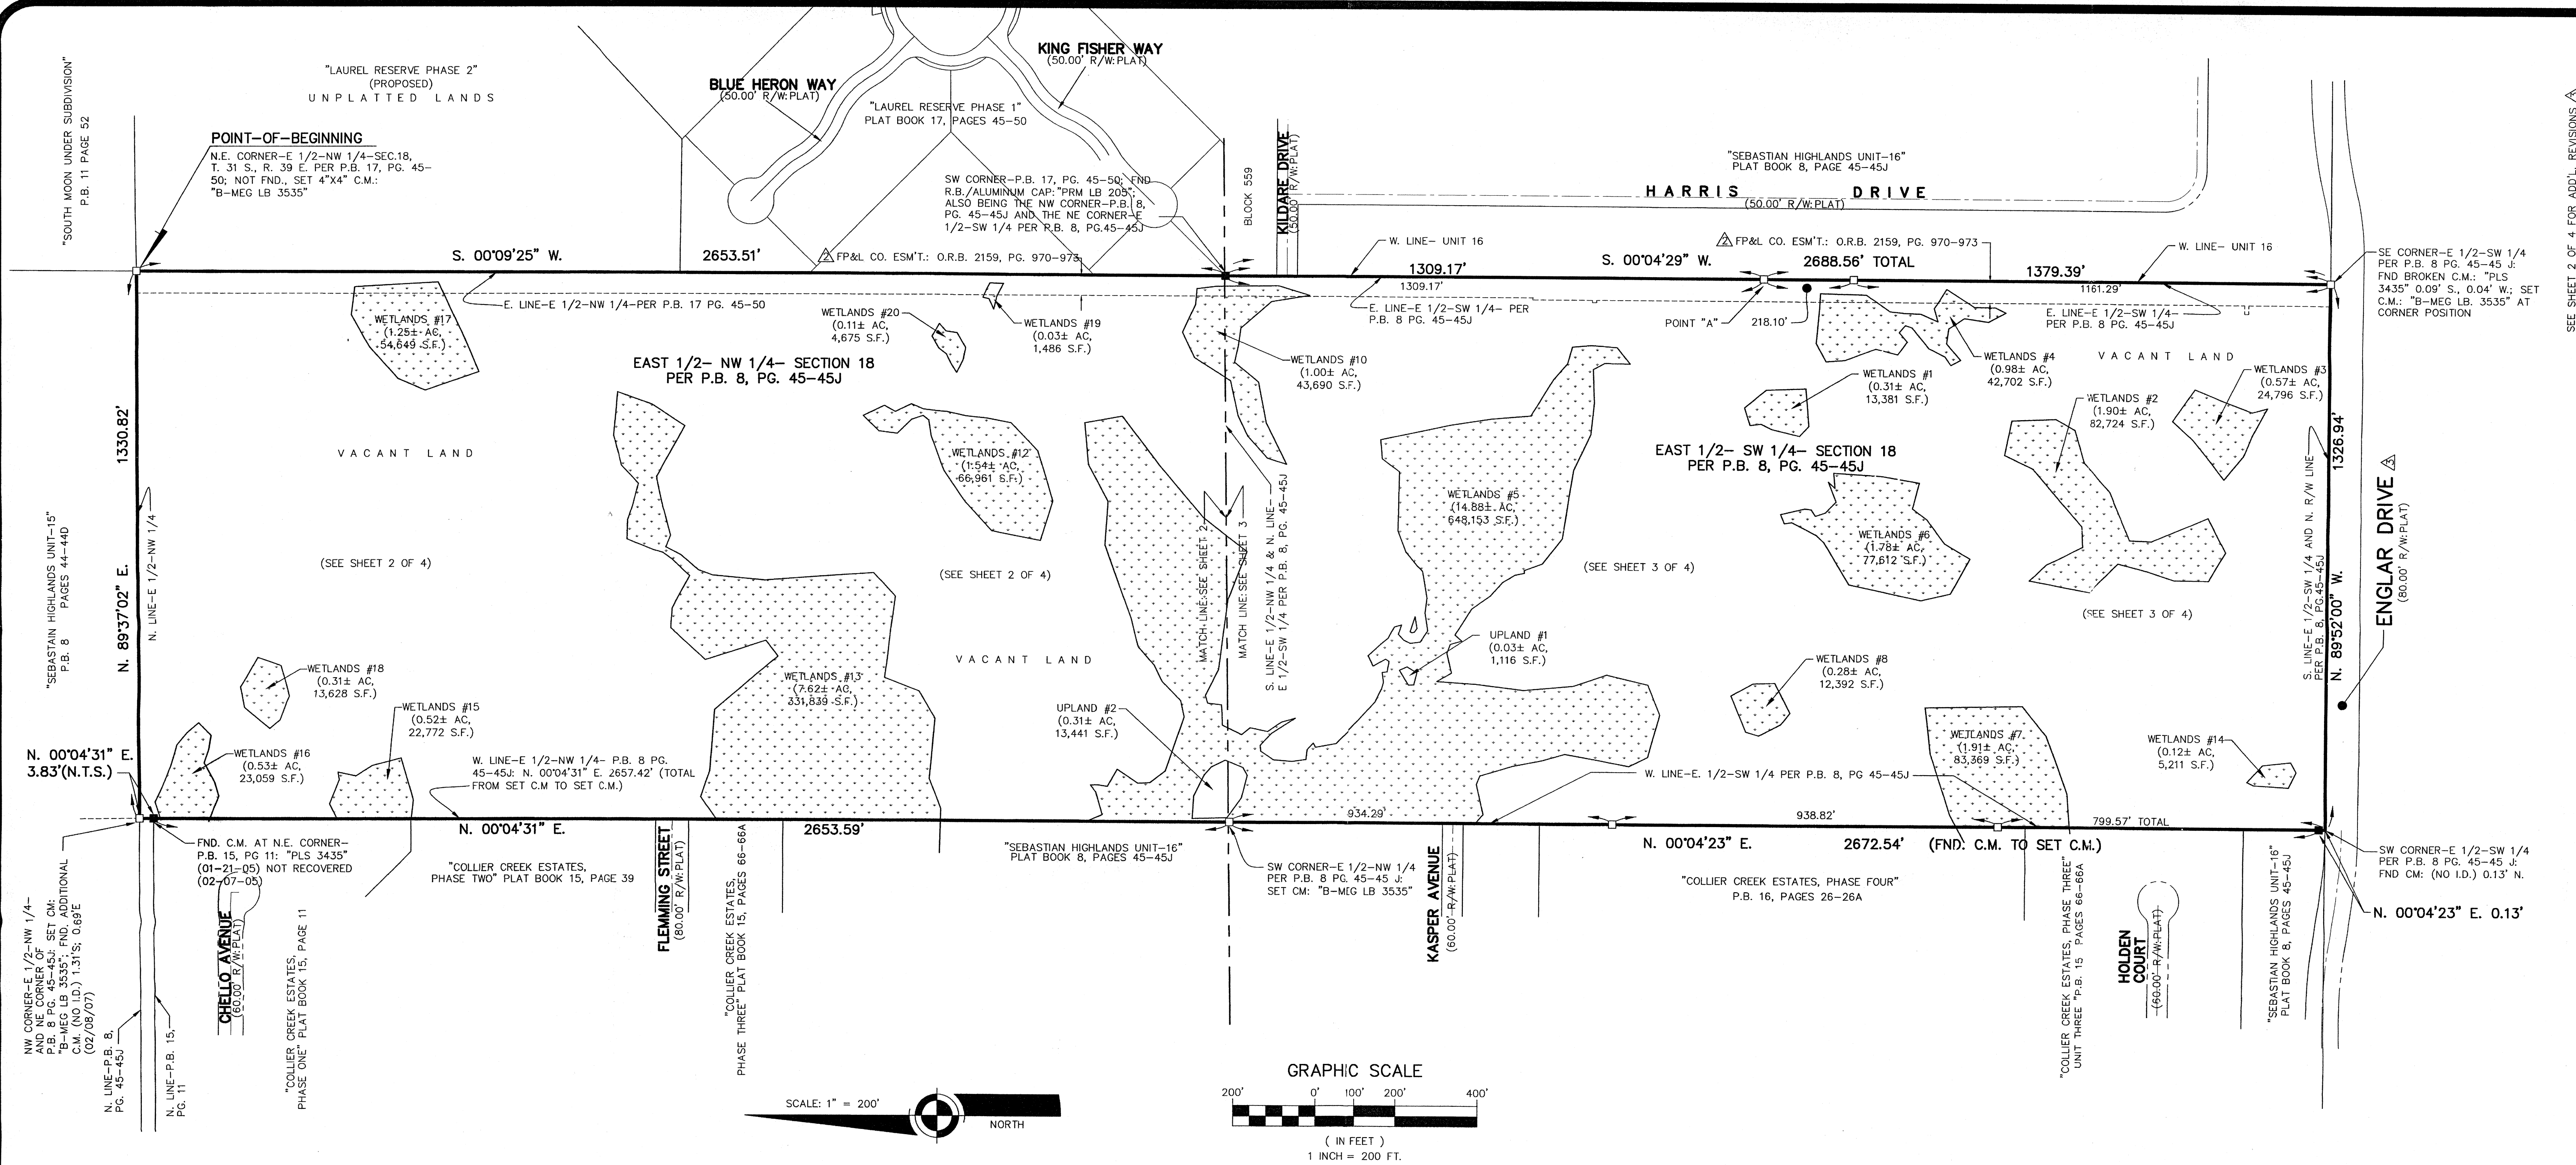 "SOUTH MOON UNDER SUBDIVISION"
P.B. 11 PAGE 52
"LAUREL RESERVE PHASE 2"
(PROPOSED)
UNPLATTED LANDS
POINT-OF-BEGINNING
N.E. CORNER-E 1/2-NW 1/4-SEC.18,
T. 31 S., R. 39 E. PER P.B. 17, PG. 45-
50; NOT FND., SET 4"X4" C.M.:
"B-MEG LB 3535"
BLUE HERON WAY
(50.00' R/W:PLAT)
KING FISHER WAY
(50.00' R/W:PLAT)
"LAUREL RESERVE PHASE 1"
PLAT BOOK 17, PAGES 45-50
SW CORNER-P.B. 17, PG. 45-50; FND
R.B./ALUMINUM CAP: "PRM LB 205";
ALSO BEING THE NW CORNER-P.B. 8,
PG. 45-45J AND THE NE CORNER-E
1/2-SW 1/4 PER P.B. 8, PG.45-45J
BLOCK 559
KILDARE DRIVE
(50.00' R/W:PLAT)
"SEBASTIAN HIGHLANDS UNIT-16"
PLAT BOOK 8, PAGE 45-45J
HARRIS DRIVE
(50.00' R/W:PLAT)
SEE SHEET 2 OF 4 FOR ADD'L. REVISIONS
S. 00°09'25" W. 2653.51'
2 FP&L CO. ESM'T.: O.R.B. 2159, PG. 970-973
W. LINE- UNIT 16
1309.17'
1309.17'
S. 00°04'29" W. 2688.56' TOTAL
2 FP&L CO. ESM'T.: O.R.B. 2159, PG. 970-973
1379.39'
1161.29'
W. LINE- UNIT 16
SE CORNER-E 1/2-SW 1/4
PER P.B. 8 PG. 45-45 J:
FND BROKEN C.M.: "PLS
3435" 0.09' S., 0.04' W.; SET
C.M.: "B-MEG LB. 3535" AT
CORNER POSITION
E. LINE-E 1/2-NW 1/4-PER P.B. 17 PG. 45-50
E. LINE-E 1/2-SW 1/4- PER
P.B. 8 PG. 45-45J
POINT "A"
218.10'
E. LINE-E 1/2-SW 1/4-
PER P.B. 8 PG. 45-45J
WETLANDS #17
(1.25± AC,
54,649 S.F.)
WETLANDS #20
(0.11± AC,
4,675 S.F.)
WETLANDS #19
(0.03± AC,
1,486 S.F.)
WETLANDS #10
(1.00± AC,
43,690 S.F.)
WETLANDS #4
(0.98± AC,
42,702 S.F.)
VACANT LAND
WETLANDS #1
(0.31± AC,
13,381 S.F.)
WETLANDS #2
(1.90± AC,
82,724 S.F.)
WETLANDS #3
(0.57± AC,
24,796 S.F.)
EAST 1/2- NW 1/4- SECTION 18
PER P.B. 8, PG. 45-45J
EAST 1/2- SW 1/4- SECTION 18
PER P.B. 8, PG. 45-45J
1330.82'
N. 89°37'02" E.
N. LINE-E 1/2-NW 1/4
"SEBASTAIN HIGHLANDS UNIT-15"
P.B. 8 PAGES 44-44D
VACANT LAND
(SEE SHEET 2 OF 4)
WETLANDS #12
(1.54± AC,
66,961 S.F.)
(SEE SHEET 2 OF 4)
MATCH LINE:SEE SHEET 2
MATCH LINE:SEE SHEET 3
S. LINE-E 1/2-NW 1/4 & N. LINE-
E 1/2-SW 1/4 PER P.B. 8, PG. 45-45J
WETLANDS #5
(14.88± AC,
648,153 S.F.)
(SEE SHEET 3 OF 4)
WETLANDS #6
(1.78± AC,
77,612 S.F.)
(SEE SHEET 3 OF 4)
S. LINE-E 1/2-SW 1/4 AND N. R/W LINE
PER P.B. 8, PG.45-45J
1326.94'
N. 89°52'00" W.
ENGLAR DRIVE
(80.00' R/W:PLAT)
WETLANDS #18
(0.31± AC,
13,628 S.F.)
WETLANDS #15
(0.52± AC,
22,772 S.F.)
WETLANDS #16
(0.53± AC,
23,059 S.F.)
WETLANDS #13
(7.62± AC,
331,839 S.F.)
VACANT LAND
UPLAND #2
(0.31± AC,
13,441 S.F.)
UPLAND #1
(0.03± AC,
1,116 S.F.)
WETLANDS #8
(0.28± AC,
12,392 S.F.)
WETLANDS #7
(1.91± AC,
83,369 S.F.)
WETLANDS #14
(0.12± AC,
5,211 S.F.)
N. 00°04'31" E.
3.83'(N.T.S.)
W. LINE-E 1/2-NW 1/4- P.B. 8 PG.
45-45J: N. 00°04'31" E. 2657.42' (TOTAL
FROM SET C.M TO SET C.M.)
W. LINE-E. 1/2-SW 1/4 PER P.B. 8, PG 45-45J
N. 00°04'31" E. 2653.59'
934.29'
938.82'
799.57' TOTAL
N. 00°04'23" E. 2672.54' (FND: C.M. TO SET C.M.)
FND. C.M. AT N.E. CORNER-
P.B. 15, PG 11: "PLS 3435"
(01-21-05) NOT RECOVERED
(02-07-05)
"COLLIER CREEK ESTATES,
PHASE TWO" PLAT BOOK 15, PAGE 39
FLEMMING STREET
(80.00' R/W:PLAT)
"COLLIER CREEK ESTATES,
PHASE THREE" PLAT BOOK 15, PAGES 66-66A
"SEBASTIAN HIGHLANDS UNIT-16"
PLAT BOOK 8, PAGES 45-45J
SW CORNER-E 1/2-NW 1/4
PER P.B. 8 PG. 45-45 J:
SET CM: "B-MEG LB 3535"
KASPER AVENUE
(60.00' R/W:PLAT)
"COLLIER CREEK ESTATES, PHASE FOUR"
P.B. 16, PAGES 26-26A
"COLLIER CREEK ESTATES, PHASE THREE"
UNIT THREE "P.B. 15 PAGES 66-66A
HOLDEN
COURT
(60.00' R/W:PLAT)
"SEBASTIAN HIGHLANDS UNIT-16"
PLAT BOOK 8, PAGES 45-45J
SW CORNER-E 1/2-SW 1/4
PER P.B. 8 PG. 45-45 J:
FND CM: (NO I.D.) 0.13' N.
N. 00°04'23" E. 0.13'
NW CORNER-E 1/2-NW 1/4-
AND NE CORNER OF
P.B. 8 PG. 45-45J: SET CM:
"B-MEG LB 3535"; FND. ADDITIONAL
C.M. (NO I.D.) 1.31'S; 0.69'E
(02/08/07)
N. LINE-P.B. 8,
PG. 45-45J
N. LINE-P.B. 15,
PG. 11
CHELLO AVENUE
(60.00' R/W:PLAT)
"COLLIER CREEK ESTATES,
PHASE ONE" PLAT BOOK 15, PAGE 11
SCALE: 1" = 200'
NORTH
GRAPHIC SCALE
200' 0' 100' 200' 400'
( IN FEET )
1 INCH = 200 FT.